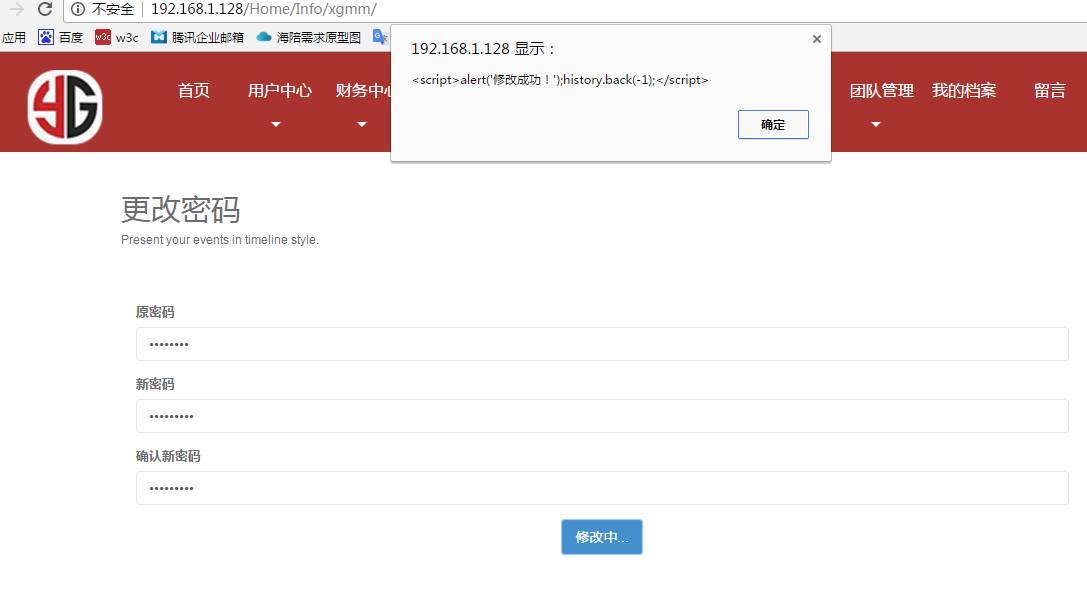 不安全 192.168.1.128/Home/Info/xgmm/
应用 百度 w3c w3c 腾讯企业邮箱 海陪需求原型图
192.168.1.128 显示：
<script>alert('修改成功！');history.back(-1);</script>
确定
YG 首页 用户中心 财务中心 团队管理 我的档案 留言
更改密码
Present your events in timeline style.
原密码
新密码
确认新密码
修改中...